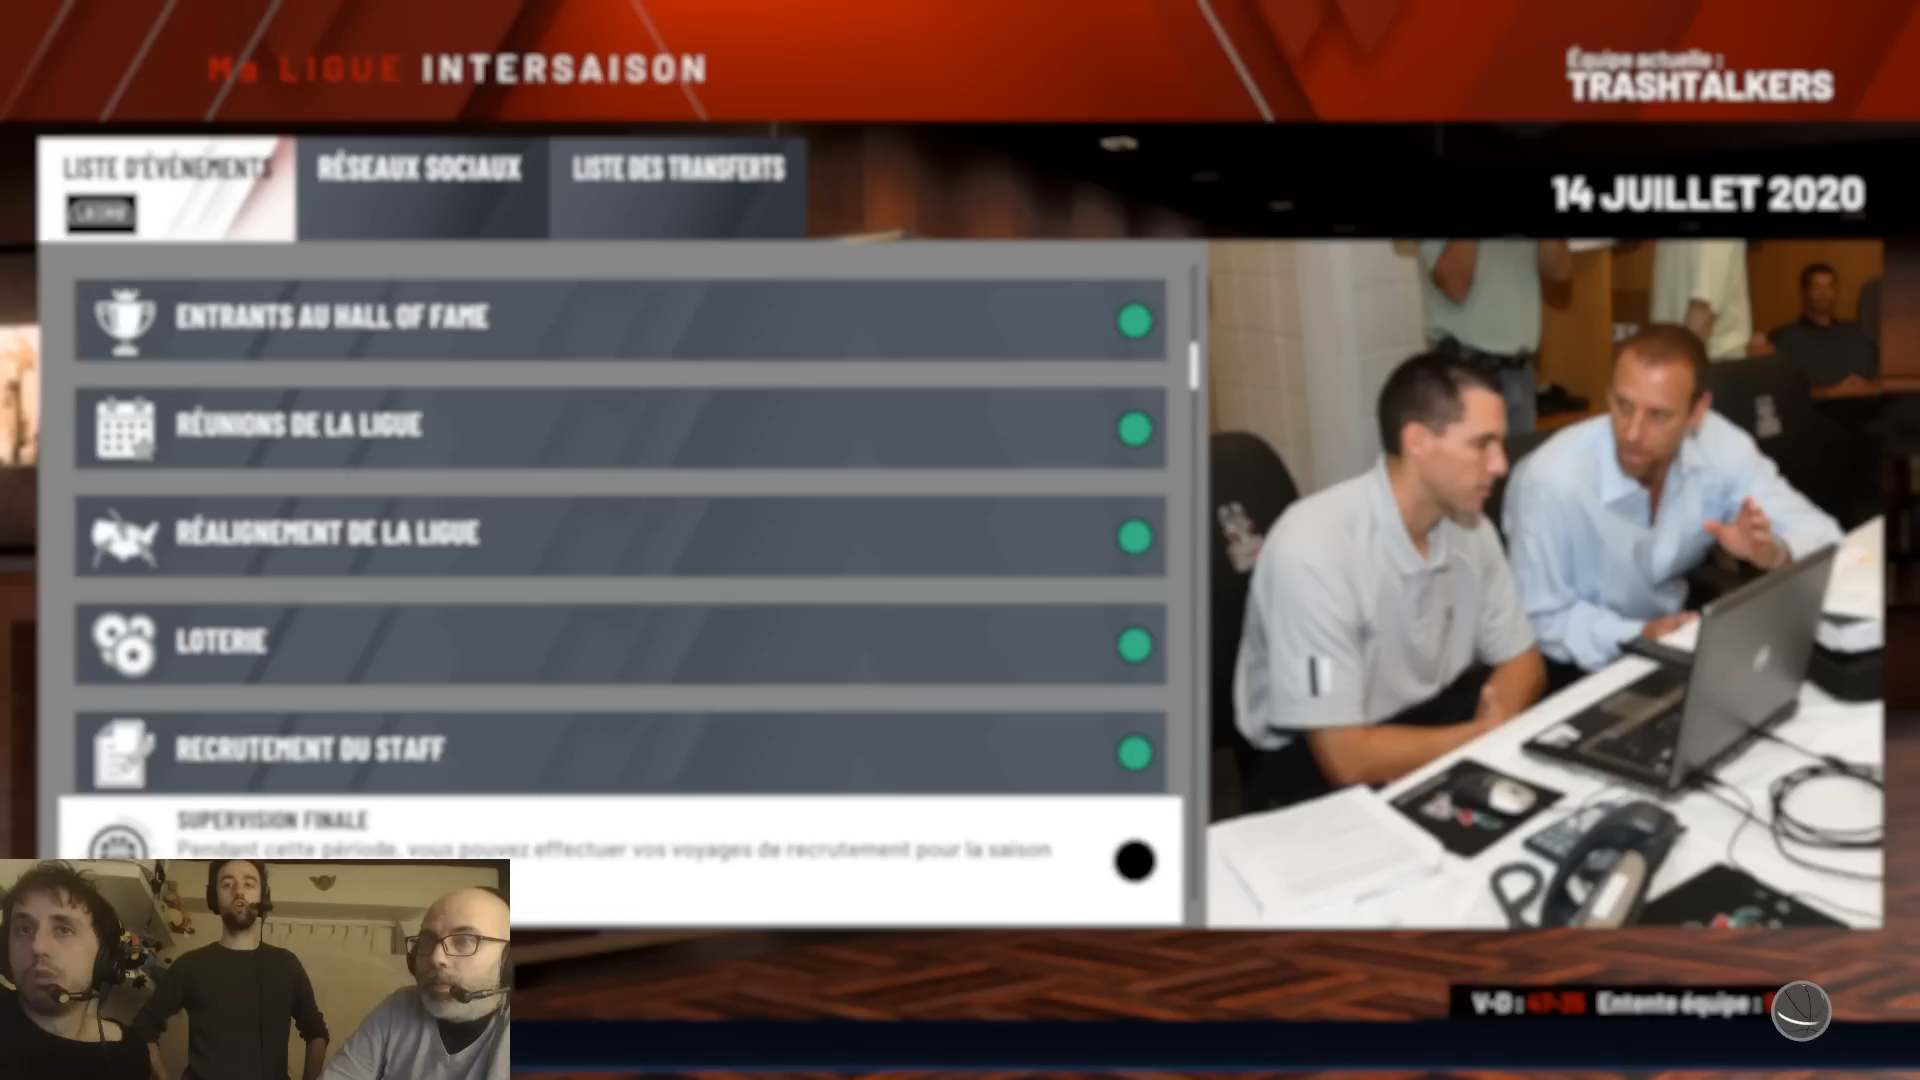 Ma LIGUE INTERSAISON
Équipe actuelle :
TRASHTALKERS
LISTE D'ÉVÉNEMENTS
RÉSEAUX SOCIAUX
LISTE DES TRANSFERTS
14 JUILLET 2020
ENTRANTS AU HALL OF FAME
RÉUNIONS DE LA LIGUE
RÉALIGNEMENT DE LA LIGUE
LOTERIE
RECRUTEMENT DU STAFF
SUPERVISION FINALE
Pendant cette période, vous pouvez effectuer vos voyages de recrutement pour la saison
V-D : 47-35 Entente équipe :